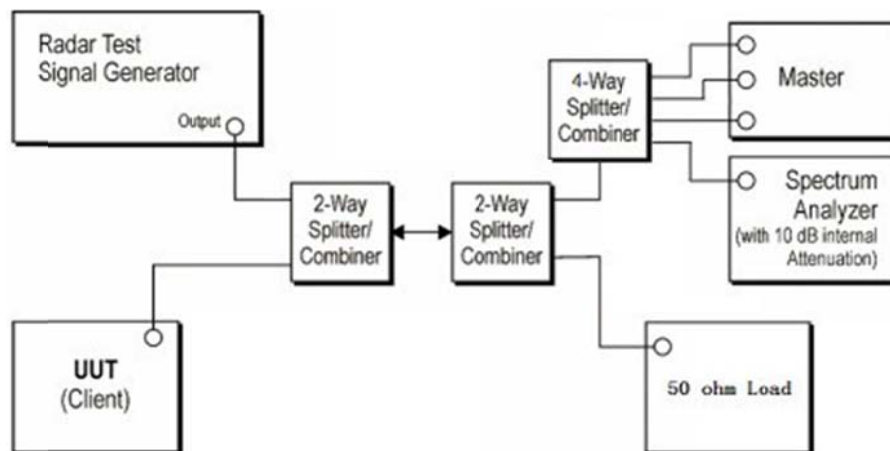 Radar Test
Signal Generator
Output
4-Way
Splitter/
Combiner
Master
Spectrum
Analyzer
(with 10 dB internal
Attenuation)
2-Way
Splitter/
Combiner
2-Way
Splitter/
Combiner
UUT
(Client)
50 ohm Load